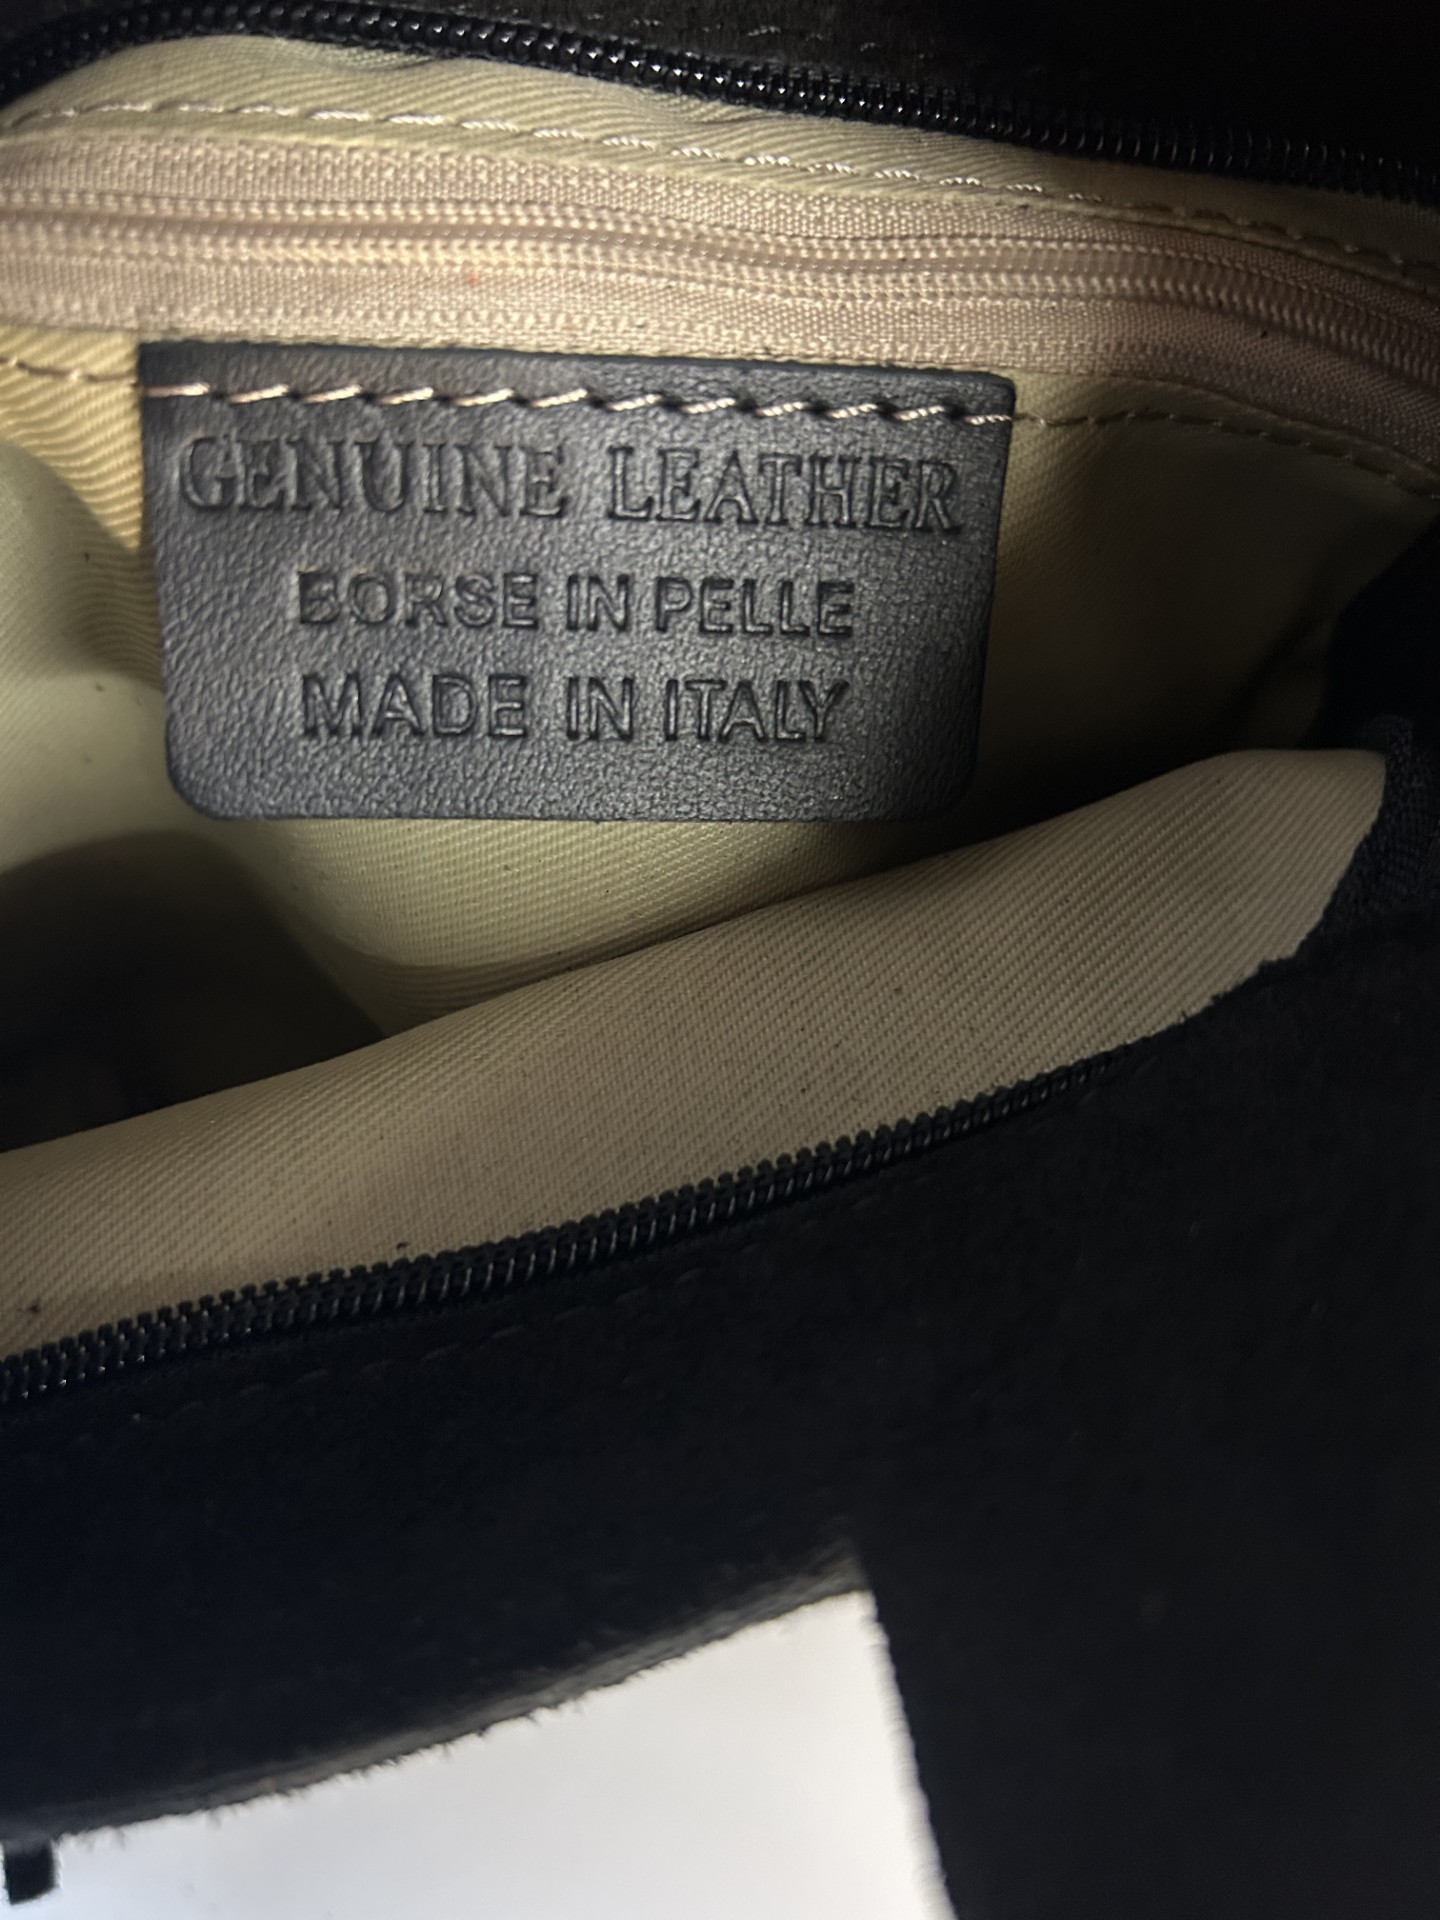 GENUINE LEATHER
BORSE IN PELLE
MADE IN ITALY